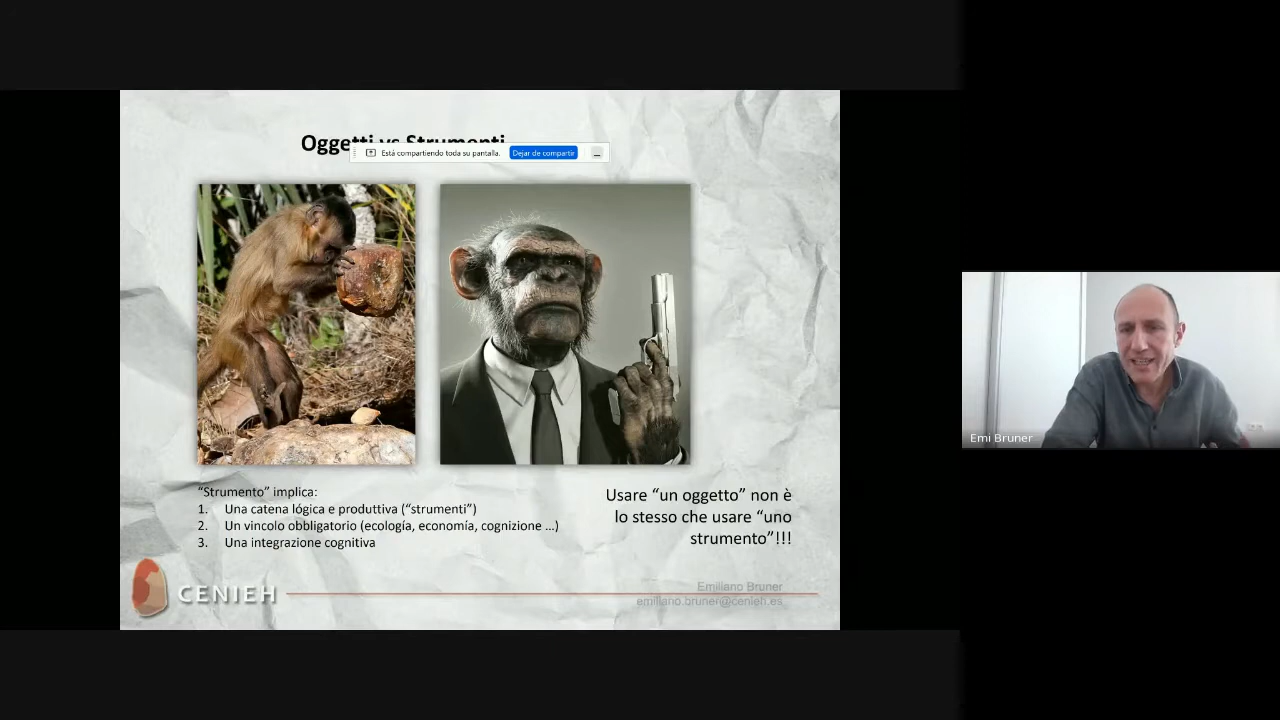 Oggetti vs Strumenti
Está compartiendo toda su pantalla.
Dejar de compartir
“Strumento” implica:
1. Una catena lógica e produttiva (“strumenti”)
2. Un vincolo obbligatorio (ecología, economía, cognizione ...)
3. Una integrazione cognitiva
Usare “un oggetto” non è
lo stesso che usare “uno
strumento”!!!
CENIEH
Emiliano Bruner
emiliano.bruner@cenieh.es
Emi Bruner